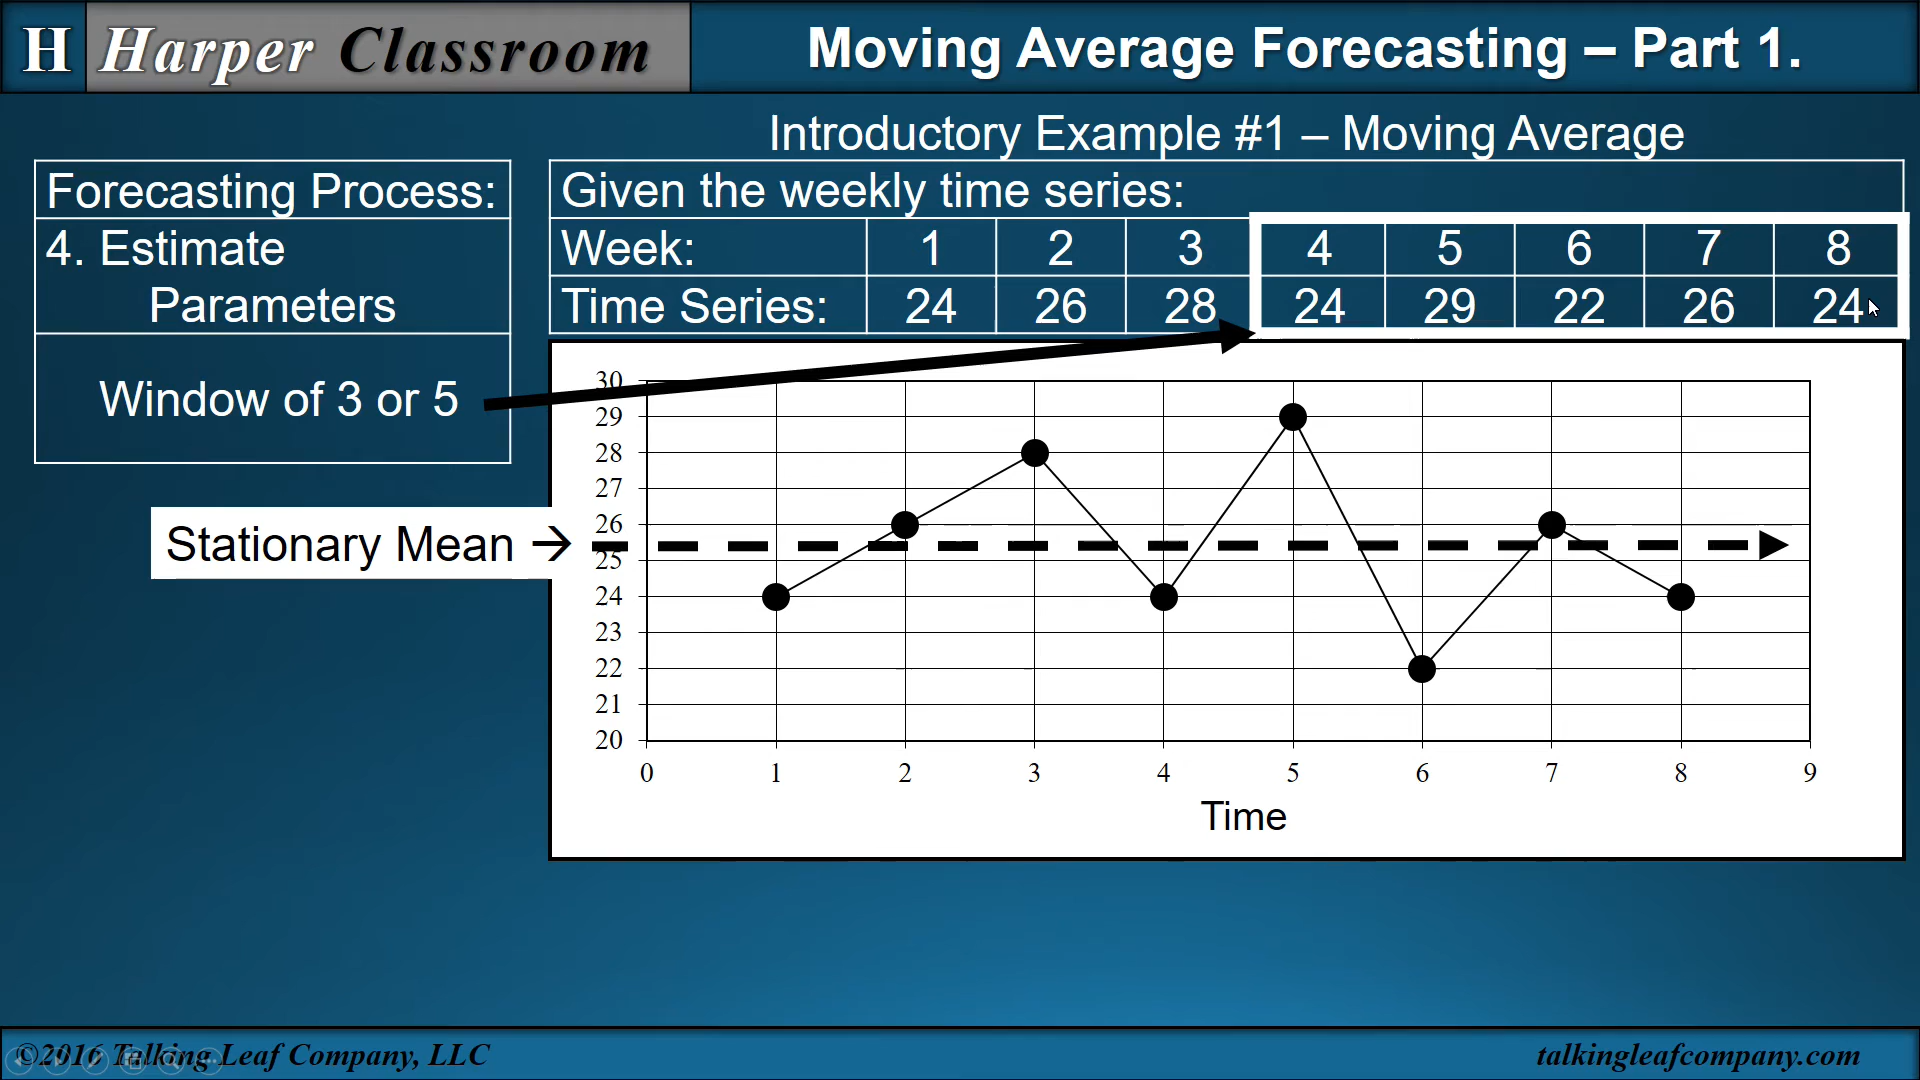 H Harper Classroom
Moving Average Forecasting – Part 1.
Introductory Example #1 – Moving Average
Forecasting Process:
4. Estimate
Parameters
Window of 3 or 5
Given the weekly time series:
Week: 1 2 3 4 5 6 7 8
Time Series: 24 26 28 24 29 22 26 24
Stationary Mean →
30
29
28
27
26
25
24
23
22
21
20
0 1 2 3 4 5 6 7 8 9
Time
©2016 Talking Leaf Company, LLC
talkingleafcompany.com